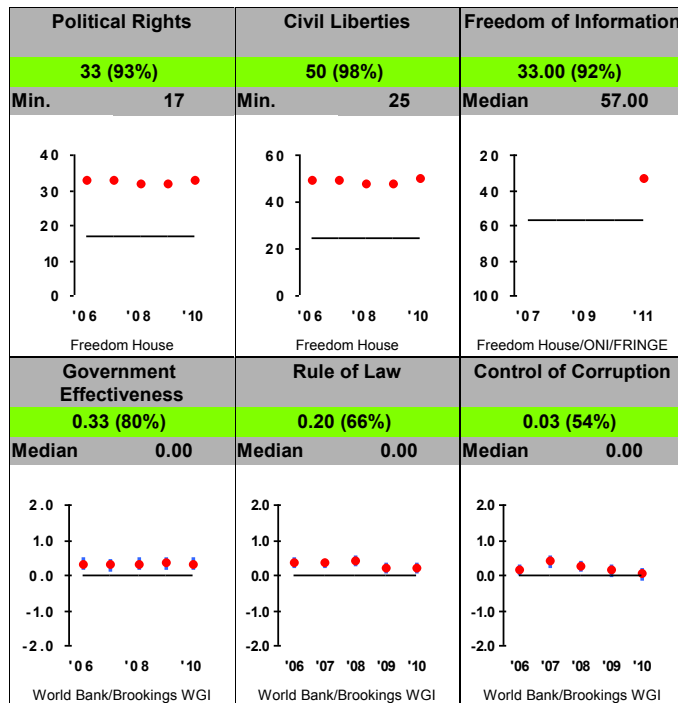 Political Rights
33 (93%)
Min. 17
40
30
20
10
0
'06 '08 '10
Freedom House
Civil Liberties
50 (98%)
Min. 25
60
40
20
0
'06 '08 '10
Freedom House
Freedom of Information
33.00 (92%)
Median 57.00
20
40
60
80
100
'07 '09 '11
Freedom House/ONI/FRINGE
Government
Effectiveness
0.33 (80%)
Median 0.00
2.0
1.0
0.0
-1.0
-2.0
'06 '08 '10
World Bank/Brookings WGI
Rule of Law
0.20 (66%)
Median 0.00
2.0
1.0
0.0
-1.0
-2.0
'06 '07 '08 '09 '10
World Bank/Brookings WGI
Control of Corruption
0.03 (54%)
Median 0.00
2.0
1.0
0.0
-1.0
-2.0
'06 '07 '08 '09 '10
World Bank/Brookings WGI